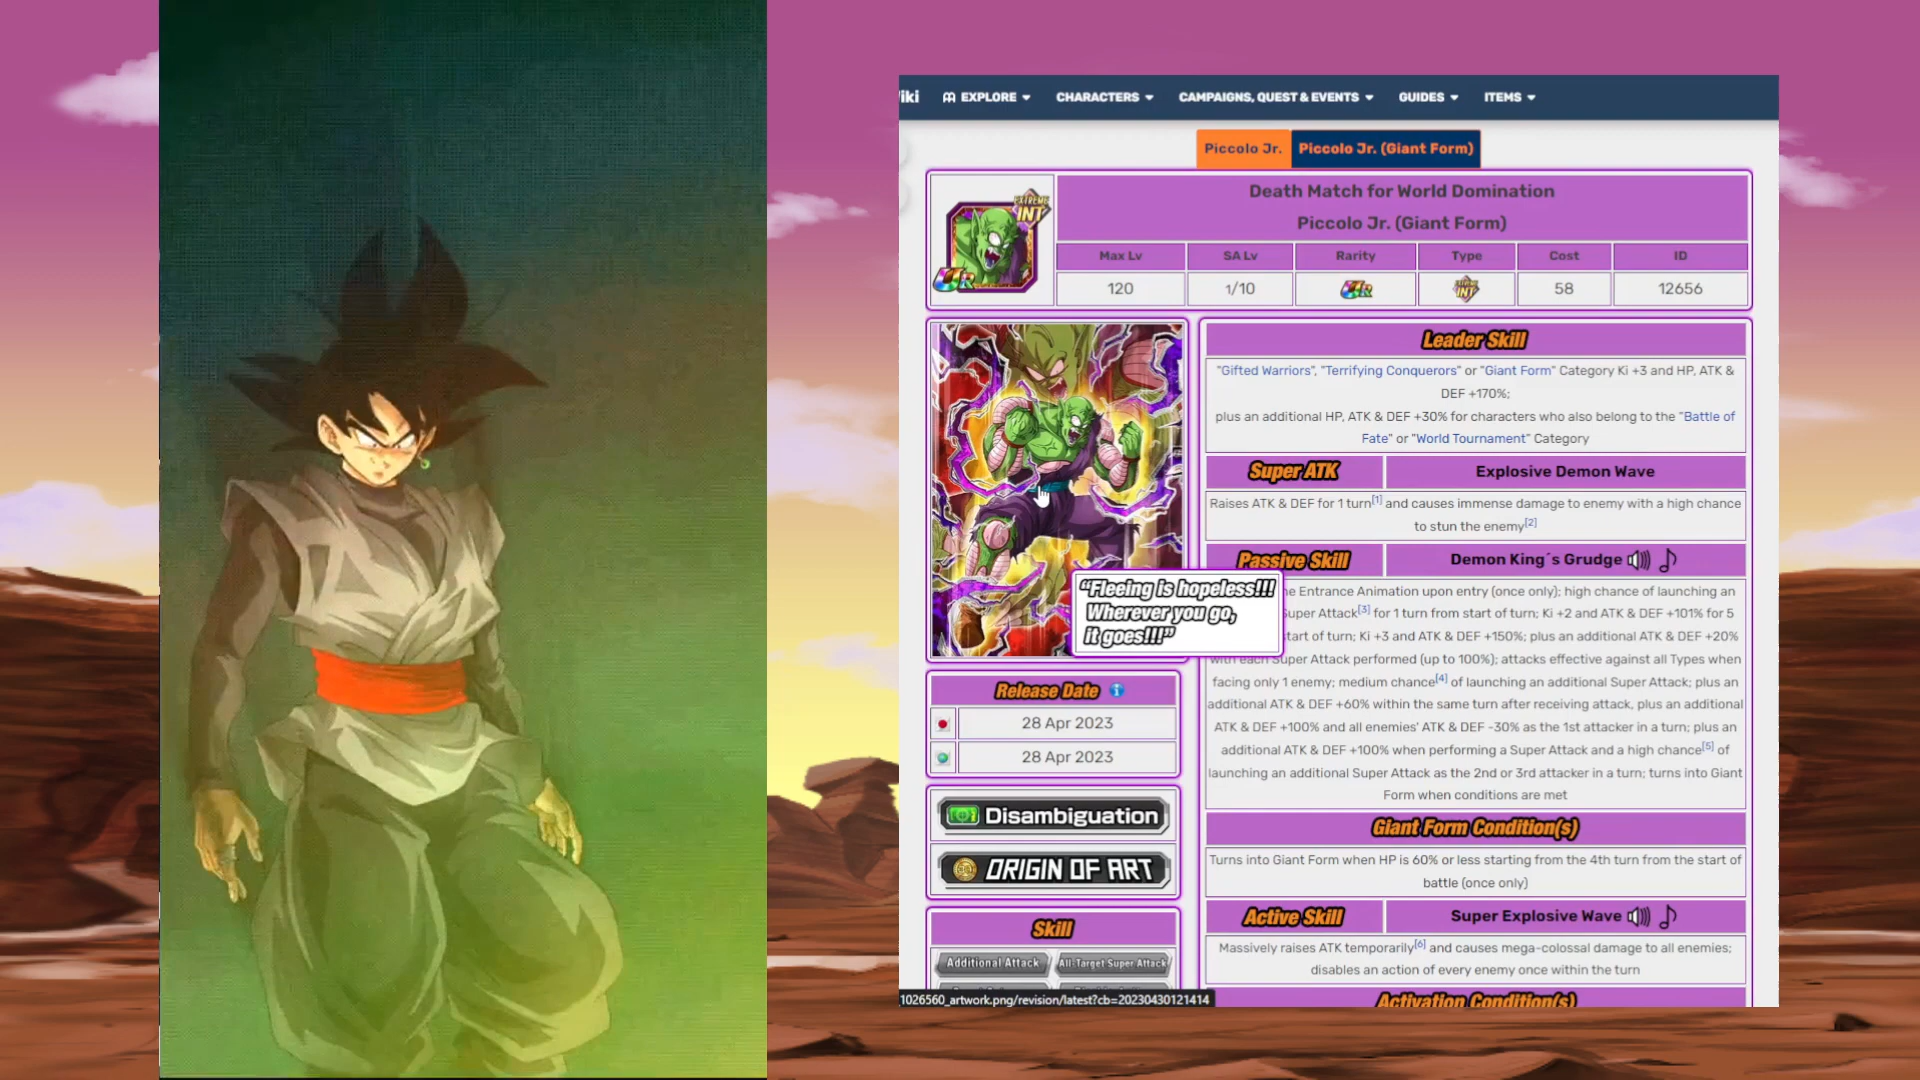 iki
EXPLORE
CHARACTERS
CAMPAIGNS, QUEST & EVENTS
GUIDES
ITEMS
Piccolo Jr.
Piccolo Jr. (Giant Form)
EXTREME
INT
UR
Death Match for World Domination
Piccolo Jr. (Giant Form)
Max Lv
SA Lv
Rarity
Type
Cost
ID
120
1/10
UR
EXTREME
INT
58
12656
Leader Skill
"Gifted Warriors", "Terrifying Conquerors" or "Giant Form" Category Ki +3 and HP, ATK &
DEF +170%;
plus an additional HP, ATK & DEF +30% for characters who also belong to the "Battle of
Fate" or "World Tournament" Category
Super ATK
Explosive Demon Wave
Raises ATK & DEF for 1 turn[1] and causes immense damage to enemy with a high chance
to stun the enemy[2]
Passive Skill
Demon King´s Grudge
"Fleeing is hopeless!!!
Wherever you go,
it goes!!!"
Entrance Animation upon entry (once only); high chance of launching an
Super Attack[3] for 1 turn from start of turn; Ki +2 and ATK & DEF +101% for 5
start of turn; Ki +3 and ATK & DEF +150%; plus an additional ATK & DEF +20%
with each Super Attack performed (up to 100%); attacks effective against all Types when
facing only 1 enemy; medium chance[4] of launching an additional Super Attack; plus an
additional ATK & DEF +60% within the same turn after receiving attack, plus an additional
ATK & DEF +100% and all enemies' ATK & DEF -30% as the 1st attacker in a turn; plus an
additional ATK & DEF +100% when performing a Super Attack and a high chance[5] of
launching an additional Super Attack as the 2nd or 3rd attacker in a turn; turns into Giant
Form when conditions are met
Giant Form Condition(s)
Turns into Giant Form when HP is 60% or less starting from the 4th turn from the start of
battle (once only)
Active Skill
Super Explosive Wave
Massively raises ATK temporarily[6] and causes mega-colossal damage to all enemies;
disables an action of every enemy once within the turn
Activation Condition(s)
Release Date
28 Apr 2023
28 Apr 2023
Disambiguation
ORIGIN OF ART
Skill
Additional Attack
All-Target Super Attack
1026560_artwork.png/revision/latest?cb=20230430121414